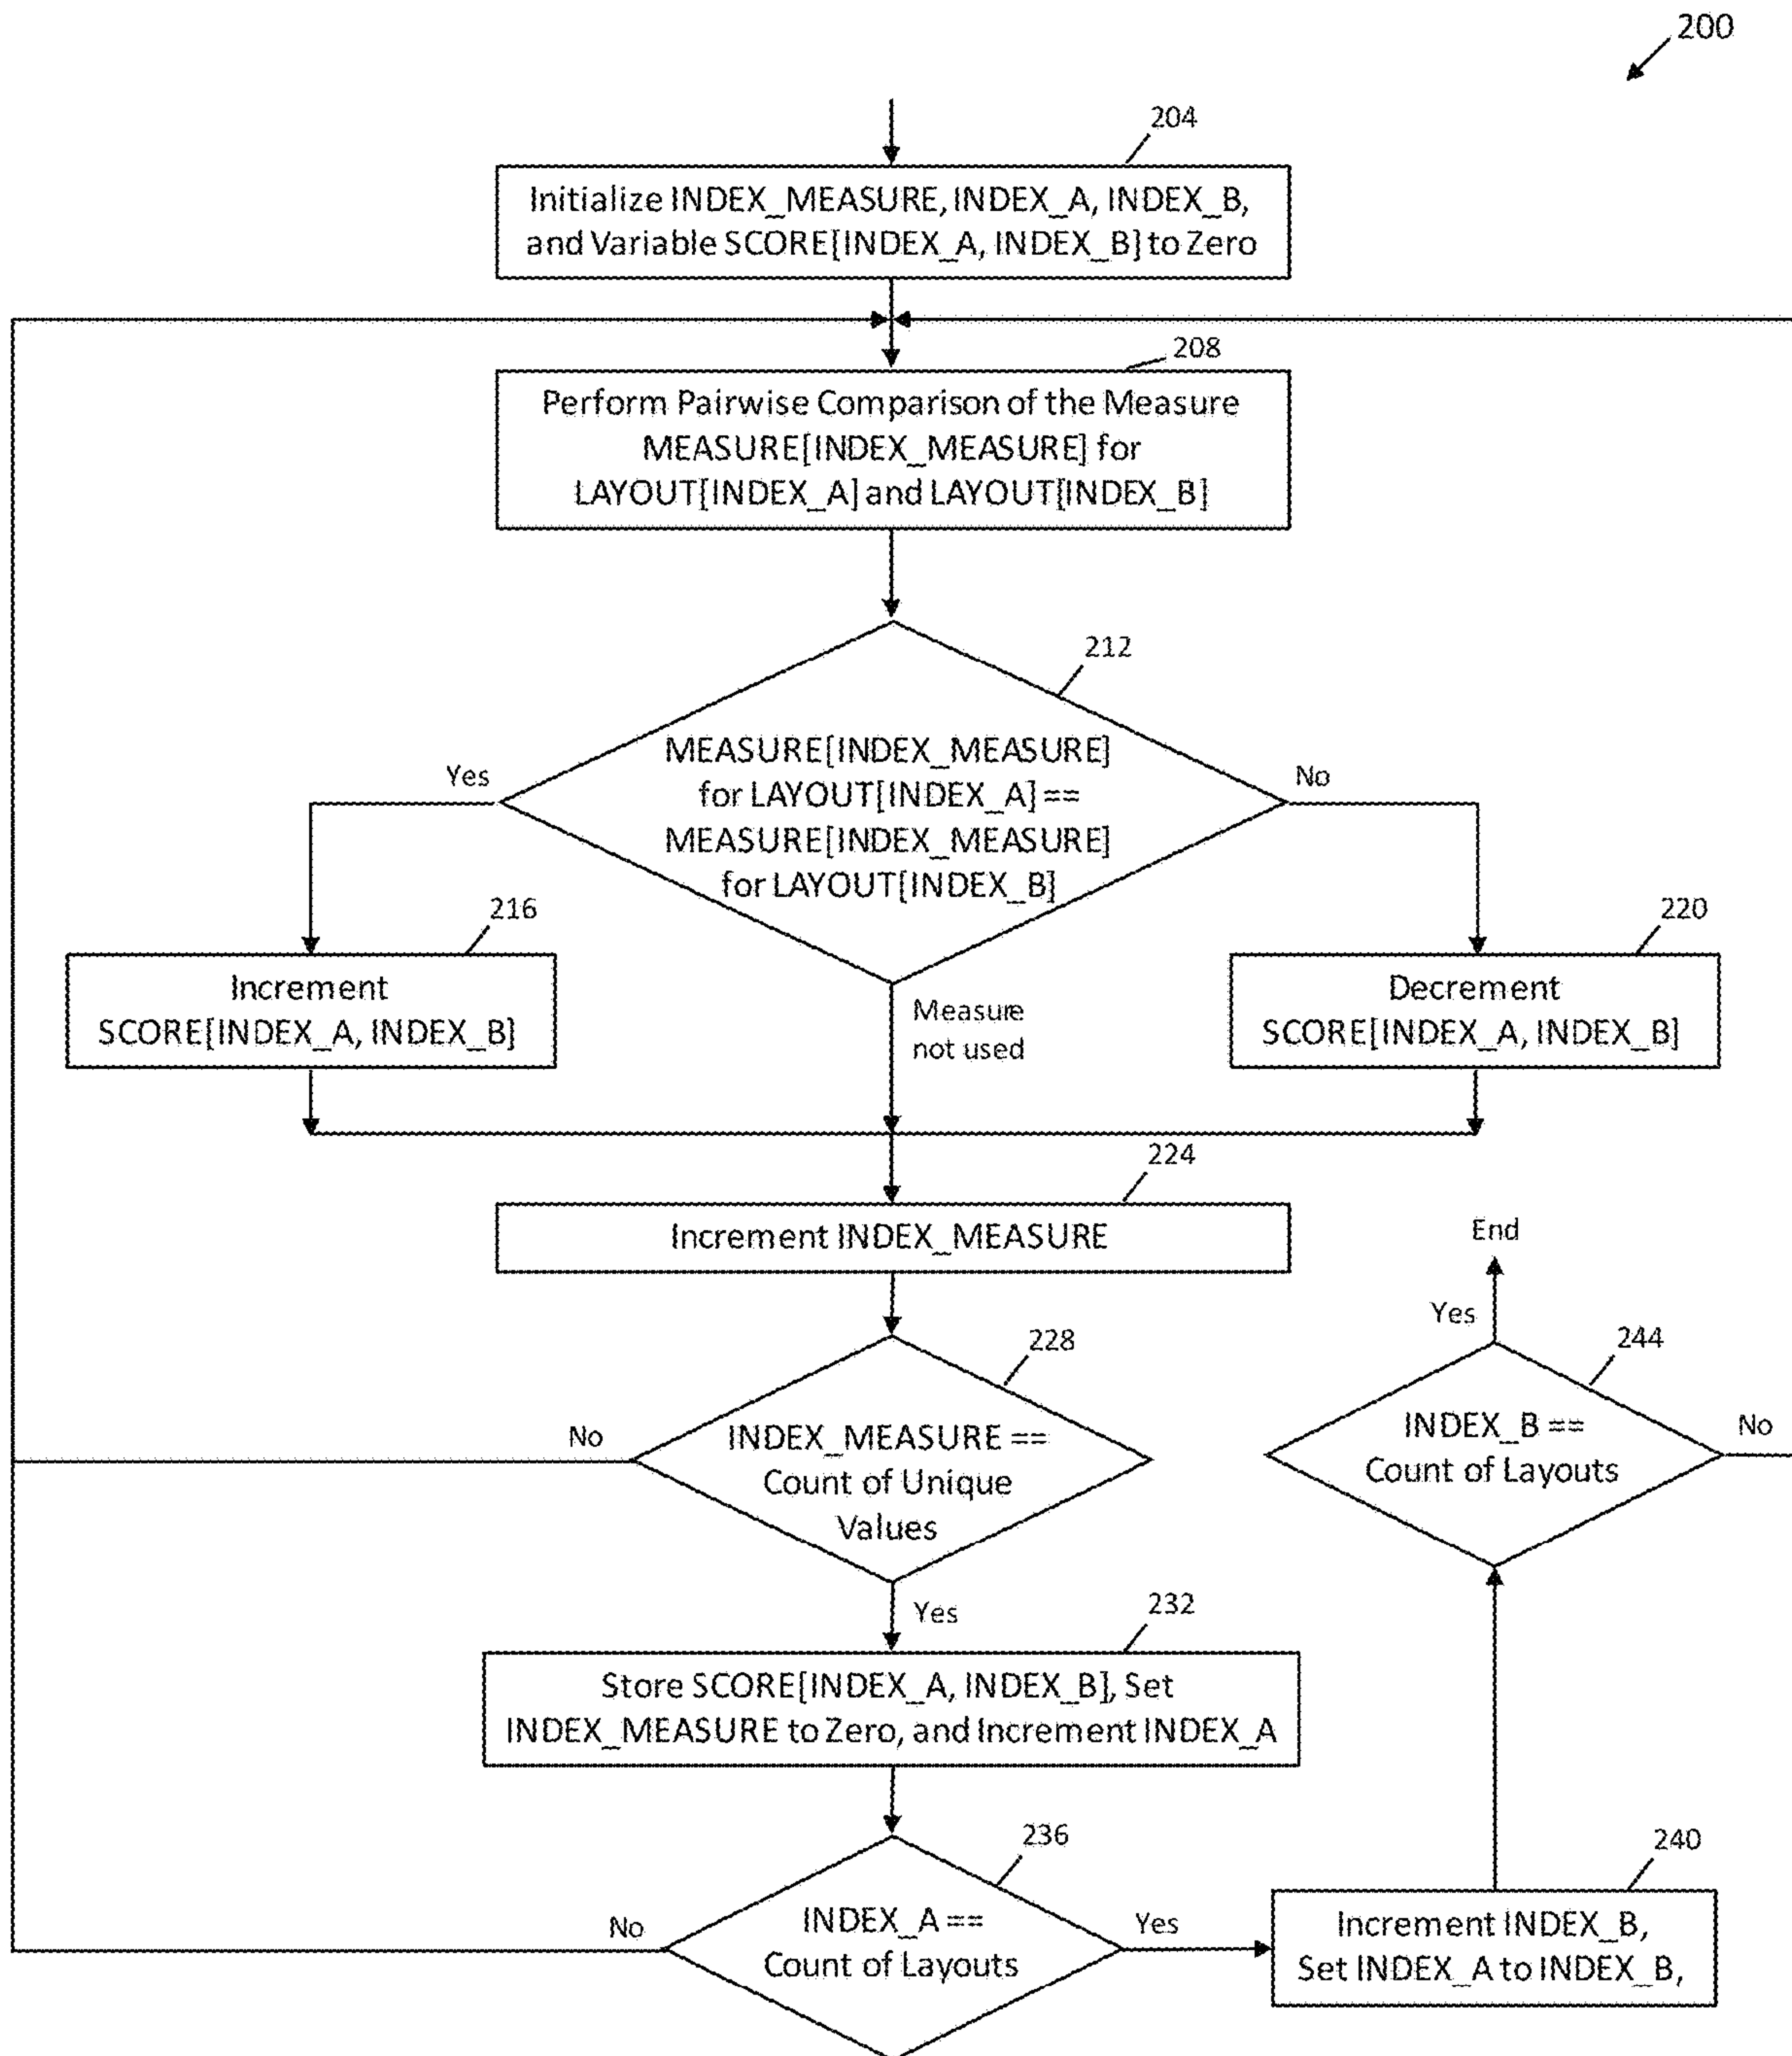 200
204
Initialize INDEX_MEASURE, INDEX_A, INDEX_B,
and Variable SCORE[INDEX_A, INDEX_B] to Zero
208
Perform Pairwise Comparison of the Measure
MEASURE[INDEX_MEASURE] for
LAYOUT[INDEX_A] and LAYOUT[INDEX_B]
212
MEASURE[INDEX_MEASURE]
for LAYOUT[INDEX_A] ==
MEASURE[INDEX_MEASURE]
for LAYOUT[INDEX_B]
Yes
No
216
Increment
SCORE[INDEX_A, INDEX_B]
Measure
not used
220
Decrement
SCORE[INDEX_A, INDEX_B]
224
Increment INDEX_MEASURE
228
INDEX_MEASURE ==
Count of Unique
Values
No
Yes
232
Store SCORE[INDEX_A, INDEX_B], Set
INDEX_MEASURE to Zero, and Increment INDEX_A
236
INDEX_A ==
Count of Layouts
No
Yes
240
Increment INDEX_B,
Set INDEX_A to INDEX_B,
244
INDEX_B ==
Count of Layouts
No
Yes
End